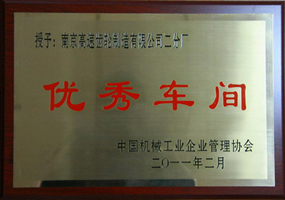 授予：南京高速齿轮制造有限公司二分厂
优秀车间
中国机械工业企业管理协会
二〇一一年二月